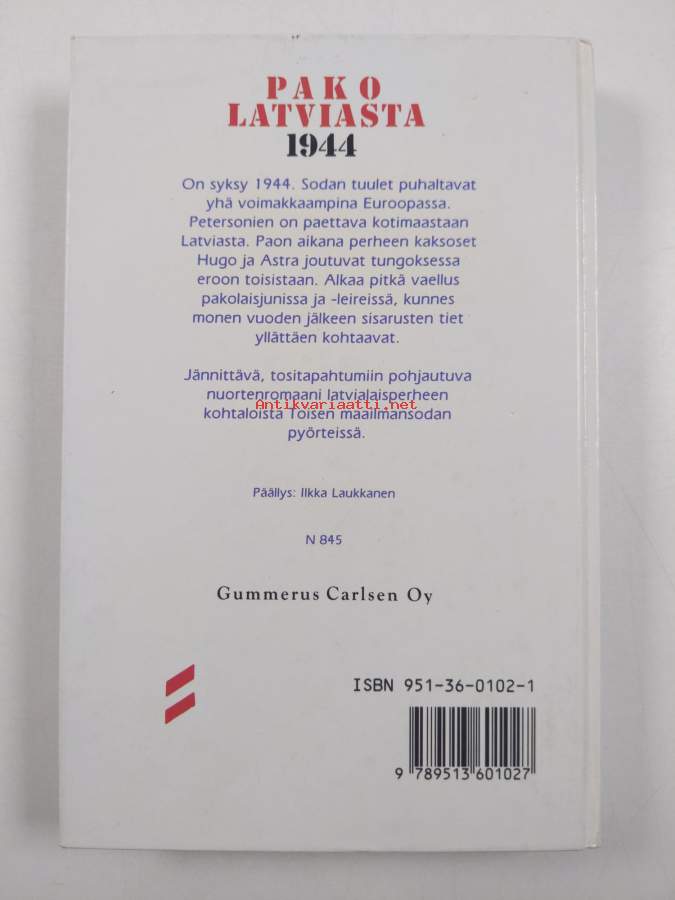 PAKO
LATVIASTA
1944
On syksy 1944. Sodan tuulet puhaltavat
yhä voimakkaampina Euroopassa.
Petersonien on paettava kotimaastaan
Latviasta. Paon aikana perheen kaksoset
Hugo ja Astra joutuvat tungoksessa
eroon toisistaan. Alkaa pitkä vaellus
pakolaisjunissa ja -leireissä, kunnes
monen vuoden jälkeen sisarusten tiet
yllättäen kohtaavat.
Jännittävä, tositapahtumiin pohjautuva
nuortenromaani latvialaisperheen
Antikvariaatti.net
kohtaloista Toisen maailmansodan
pyörteissä.
Päällys: Ilkka Laukkanen
N 845
Gummerus Carlsen Oy
ISBN 951-36-0102-1
9 789513 601027